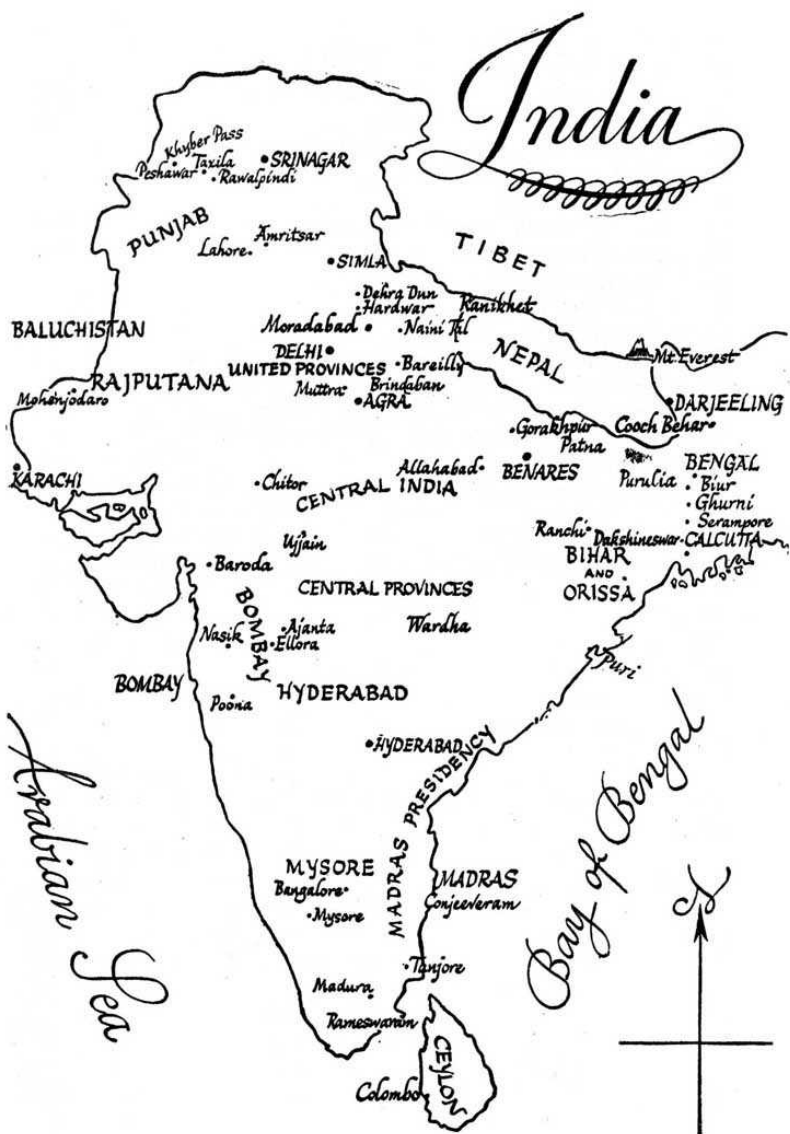 India
Khyber Pass
Peshawar
Taxila
Rawalpindi
SRINAGAR
PUNJAB
Lahore
Amritsar
TIBET
SIMLA
Dehra Dun
Hardwar
Ranikhet
BALUCHISTAN
Moradabad
Naini Tal
NEPAL
Mt. Everest
DELHI
UNITED PROVINCES
Bareilly
RAJPUTANA
Muttra
Brindaban
Mohenjodaro
AGRA
DARJEELING
Gorakhpur
Cooch Behar
Patna
KARACHI
Chitor
Allahabad
BENARES
Purulia
BENGAL
CENTRAL INDIA
Biur
Ghurni
Serampore
Ujjain
Ranchi
Dakshineswar
CALCUTTA
BIHAR
AND
ORISSA
Baroda
CENTRAL PROVINCES
BOMBAY
Nasik
Ajanta
Ellora
Wardha
Puri
BOMBAY
Poona
HYDERABAD
HYDERABAD
MADRAS PRESIDENCY
Arabian Sea
Bay of Bengal
MYSORE
Bangalore
Mysore
MADRAS
Conjeeveram
N
Tanjore
Madura
Rameswaram
CEYLON
Colombo